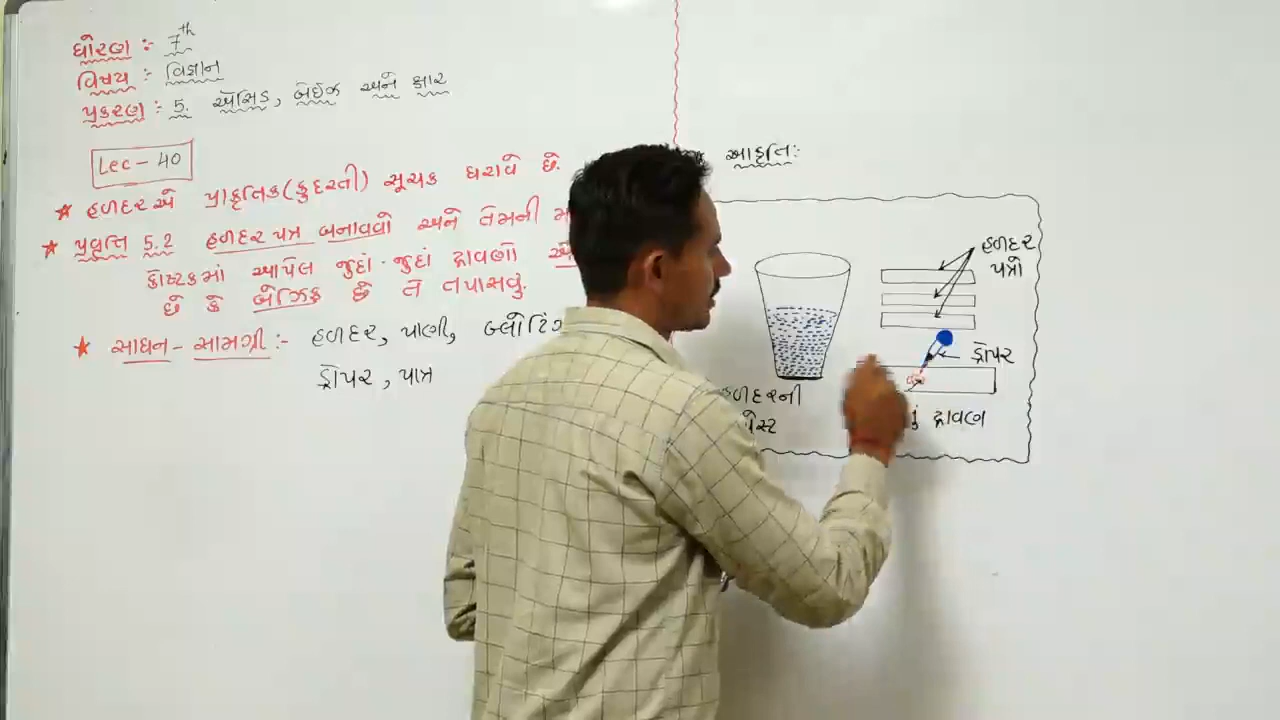 ધોરણ :- 7th
વિષય :- વિજ્ઞાન
પ્રકરણ :- 5. ઍસિડ, બેઇઝ અને ક્ષાર
Lec - 40
★ હળદર એ પ્રાકૃતિક (કુદરતી) સૂચક ધરાવે છે.
★ પ્રવૃત્તિ 5.2 હળદર પત્ર બનાવવો અને તેમની
કોષ્ટકમાં આપેલ જુદાં-જુદાં દ્રાવણો
છે કે બેઝિક છે તે તપાસવું.
★ સાધન-સામગ્રી :- હળદર, પાણી,
ડ્રોપર, પાત્ર
આકૃતિ:-
હળદર
પત્રો
ડ્રોપર
દ્રાવણ